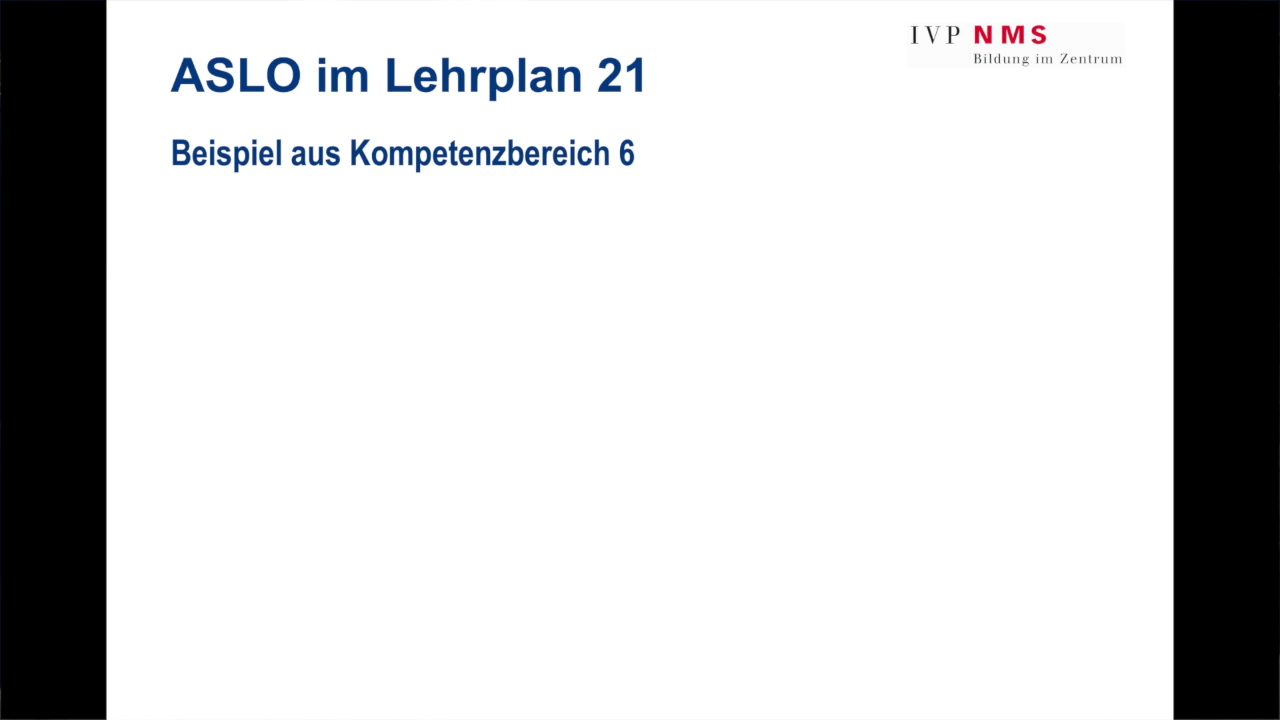 IVP NMS
Bildung im Zentrum
ASLO im Lehrplan 21
Beispiel aus Kompetenzbereich 6